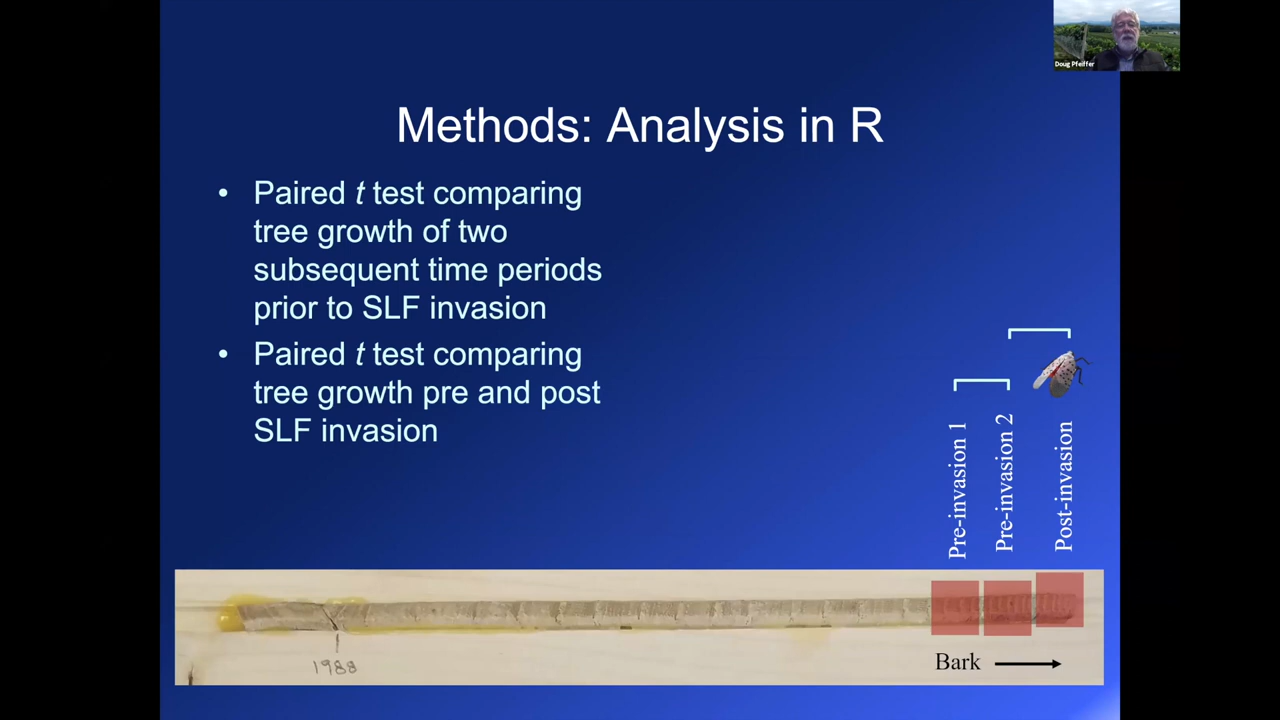 Doug Pfeiffer
Methods: Analysis in R
• Paired t test comparing
tree growth of two
subsequent time periods
prior to SLF invasion
• Paired t test comparing
tree growth pre and post
SLF invasion
Pre-invasion 1
Pre-invasion 2
Post-invasion
1988
Bark